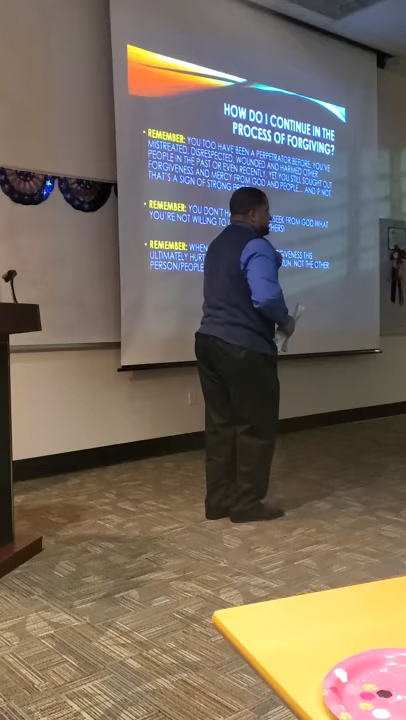 HOW DO I CONTINUE IN THE
PROCESS OF FORGIVING?
• REMEMBER: YOU TOO HAVE BEEN A PERPETRATOR BEFORE. YOU'VE
MISTREATED, DISRESPECTED, WOUNDED AND HARMED OTHER
PEOPLE IN THE PAST OR EVEN RECENTLY, YET YOU STILL SOUGHT OUT
FORGIVENESS AND MERCY FROM GOD AND PEOPLE... AND IF NOT
THAT'S A SIGN OF STRONG
• REMEMBER: YOU DON'T SEEK FROM GOD WHAT
YOU'RE NOT WILLING TO
• REMEMBER: WHEN THIS
ULTIMATELY NOT THE OTHER
PERSON/PEOPLE